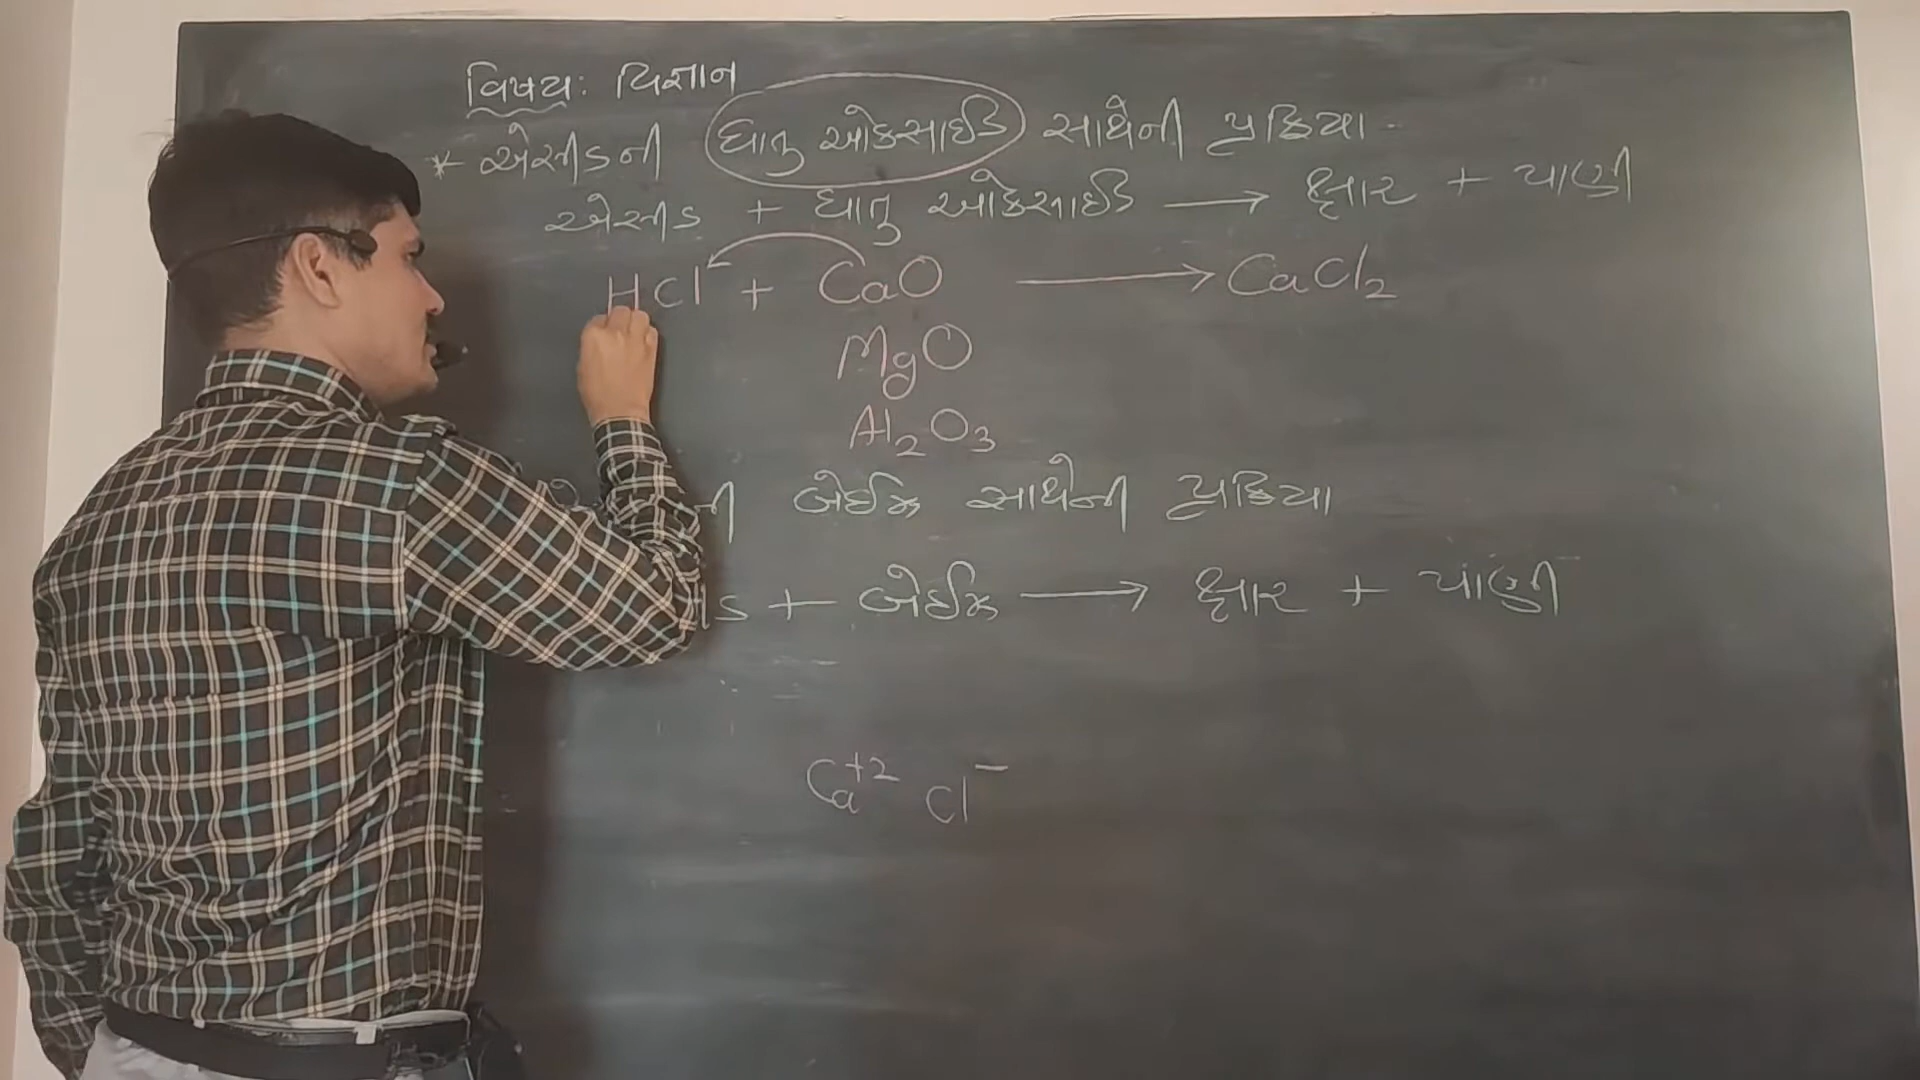 વિષય: વિજ્ઞાન
* એસીડની ધાતુ ઓક્સાઈડ સાથેની પ્રક્રિયા
એસીડ + ધાતુ ઓક્સાઈડ → ક્ષાર + પાણી
HCl + CaO → CaCl₂
MgO
Al₂O₃
ની બેઈઝ સાથેની પ્રક્રિયા
ડ + બેઈઝ → ક્ષાર + પાણી
Ca⁺² Cl⁻